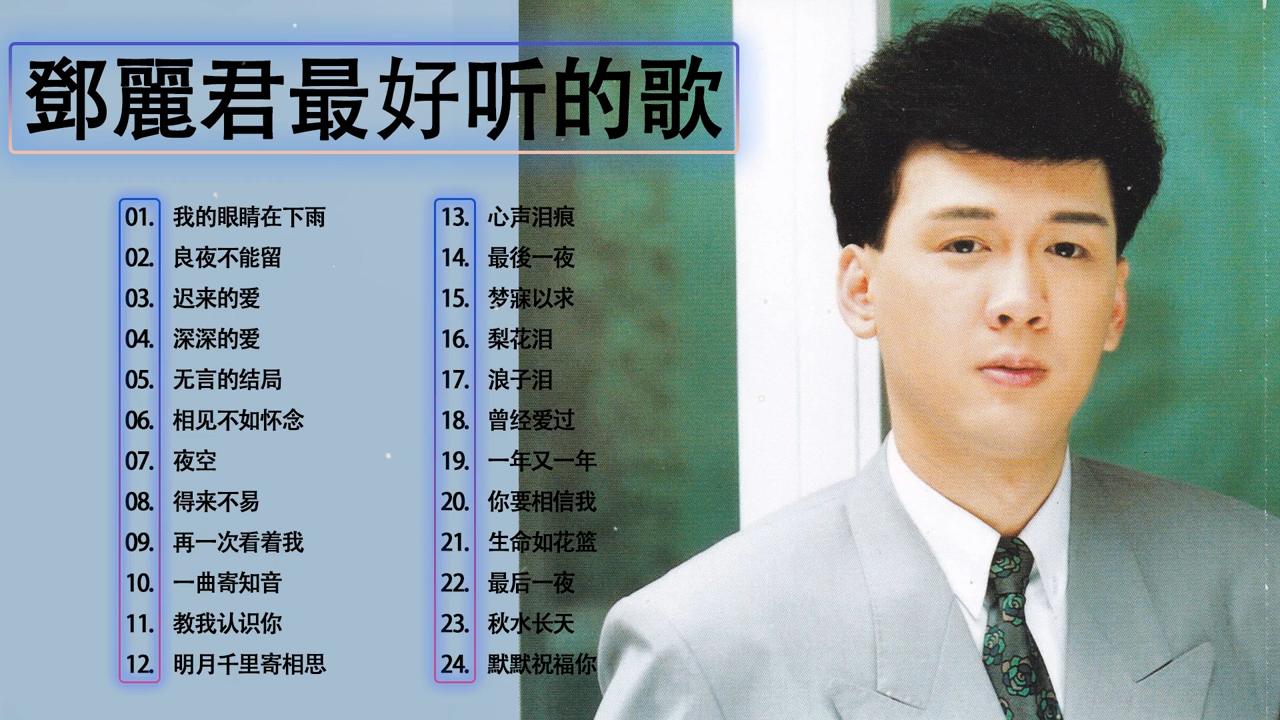 鄧麗君最好听的歌
01. 我的眼睛在下雨
02. 良夜不能留
03. 迟来的爱
04. 深深的爱
05. 无言的结局
06. 相见不如怀念
07. 夜空
08. 得来不易
09. 再一次看着我
10. 一曲寄知音
11. 教我认识你
12. 明月千里寄相思
13. 心声泪痕
14. 最後一夜
15. 梦寐以求
16. 梨花泪
17. 浪子泪
18. 曾经爱过
19. 一年又一年
20. 你要相信我
21. 生命如花篮
22. 最后一夜
23. 秋水长天
24. 默默祝福你